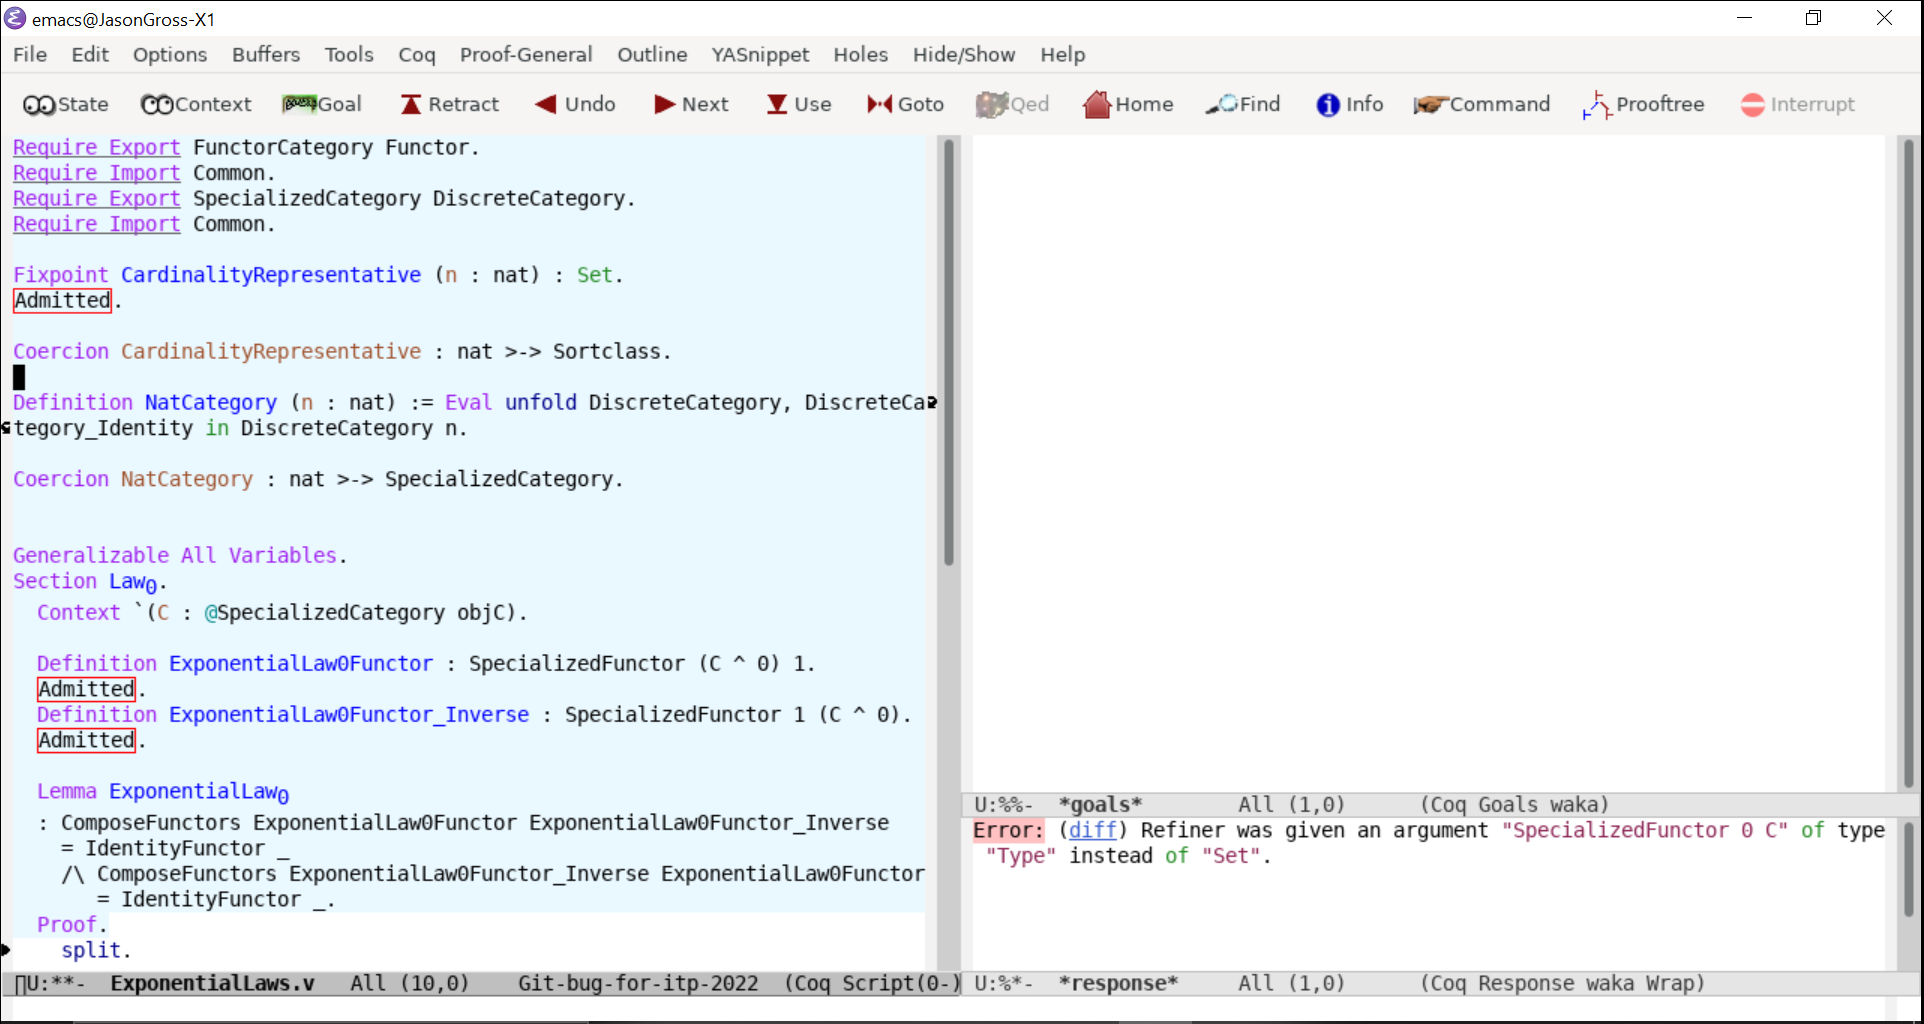 emacs@JasonGross-X1
File Edit Options Buffers Tools Coq Proof-General Outline YASnippet Holes Hide/Show Help
State Context Goal Retract Undo Next Use Goto Qed Home Find Info Command Prooftree Interrupt
Require Export FunctorCategory Functor.
Require Import Common.
Require Export SpecializedCategory DiscreteCategory.
Require Import Common.
Fixpoint CardinalityRepresentative (n : nat) : Set.
Admitted.
Coercion CardinalityRepresentative : nat >-> Sortclass.
Definition NatCategory (n : nat) := Eval unfold DiscreteCategory, DiscreteCa
tegory_Identity in DiscreteCategory n.
Coercion NatCategory : nat >-> SpecializedCategory.
Generalizable All Variables.
Section Law₀.
Context `(C : @SpecializedCategory objC).
Definition ExponentialLaw0Functor : SpecializedFunctor (C ^ 0) 1.
Admitted.
Definition ExponentialLaw0Functor_Inverse : SpecializedFunctor 1 (C ^ 0).
Admitted.
Lemma ExponentialLaw₀
: ComposeFunctors ExponentialLaw0Functor ExponentialLaw0Functor_Inverse
= IdentityFunctor _
/\ ComposeFunctors ExponentialLaw0Functor_Inverse ExponentialLaw0Functor
= IdentityFunctor _.
Proof.
split.
U:**- ExponentialLaws.v All (10,0) Git-bug-for-itp-2022 (Coq Script(0-)
U:%%- *goals* All (1,0) (Coq Goals waka)
Error: (diff) Refiner was given an argument "SpecializedFunctor 0 C" of type
"Type" instead of "Set".
U:%*- *response* All (1,0) (Coq Response waka Wrap)